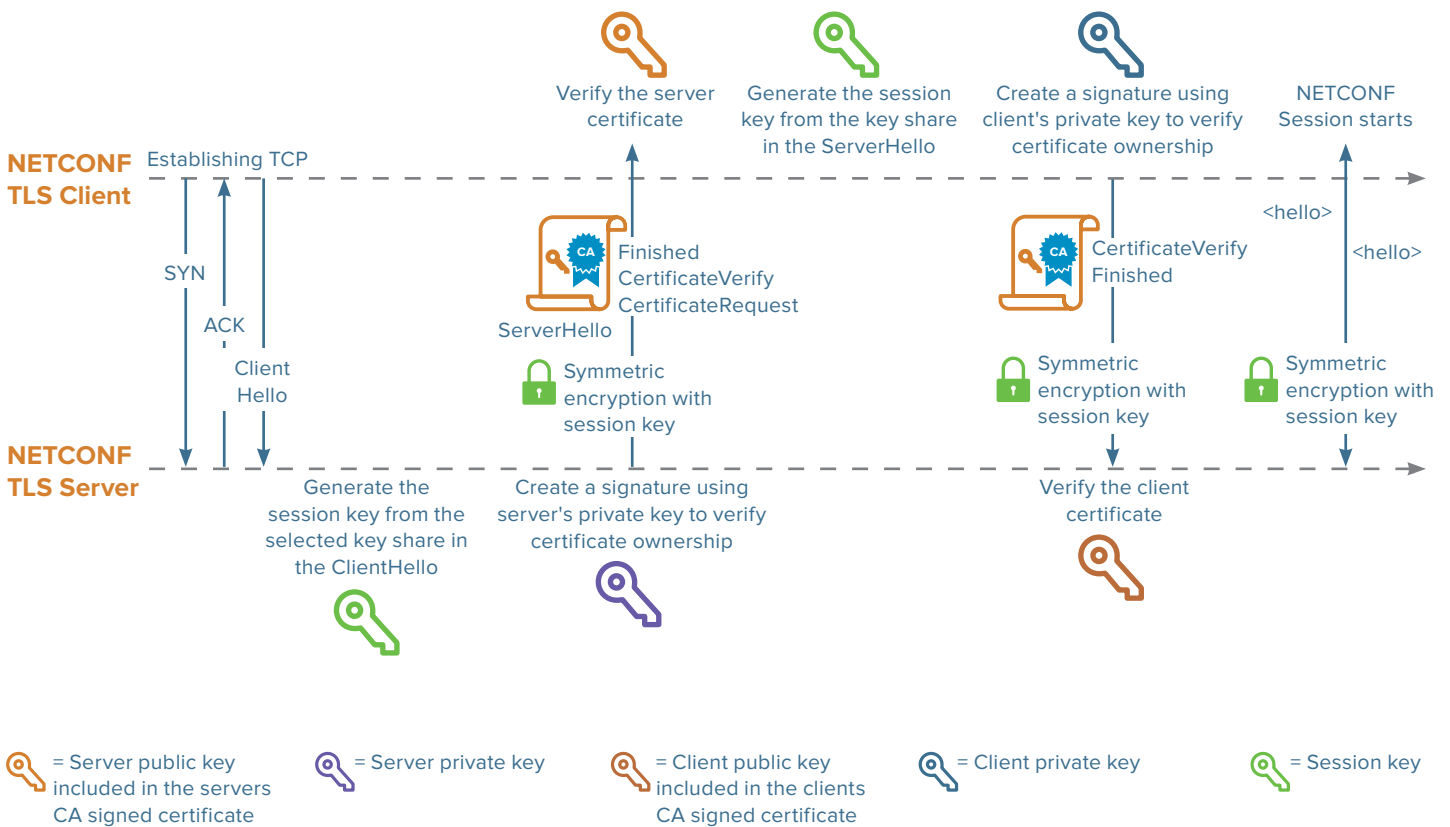 Verify the server
certificate
Generate the session
key from the key share
in the ServerHello
Create a signature using
client's private key to verify
certificate ownership
NETCONF
Session starts
NETCONF
TLS Client
Establishing TCP
SYN
ACK
Client
Hello
CA
Finished
CertificateVerify
CertificateRequest
ServerHello
Symmetric
encryption with
session key
CA
CertificateVerify
Finished
Symmetric
encryption with
session key
<hello>
<hello>
Symmetric
encryption with
session key
NETCONF
TLS Server
Generate the
session key from the
selected key share in
the ClientHello
Create a signature using
server's private key to verify
certificate ownership
Verify the client
certificate
= Server public key
included in the servers
CA signed certificate
= Server private key
= Client public key
included in the clients
CA signed certificate
= Client private key
= Session key